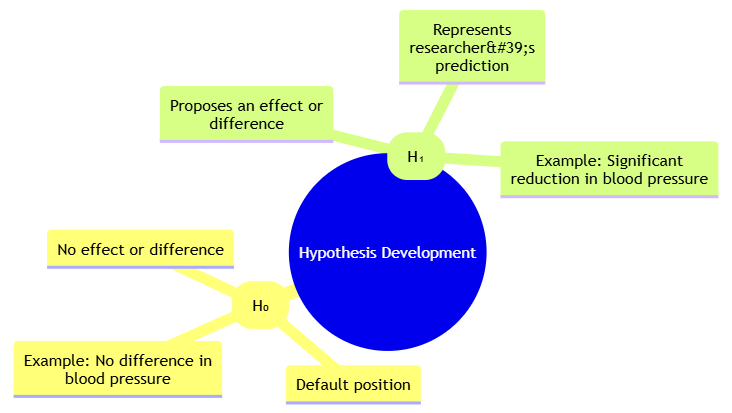 Represents
researcher&#39;s
prediction
Proposes an effect or
difference
H₁
Example: Significant
reduction in blood pressure
Hypothesis Development
No effect or difference
H₀
Example: No difference in
blood pressure
Default position